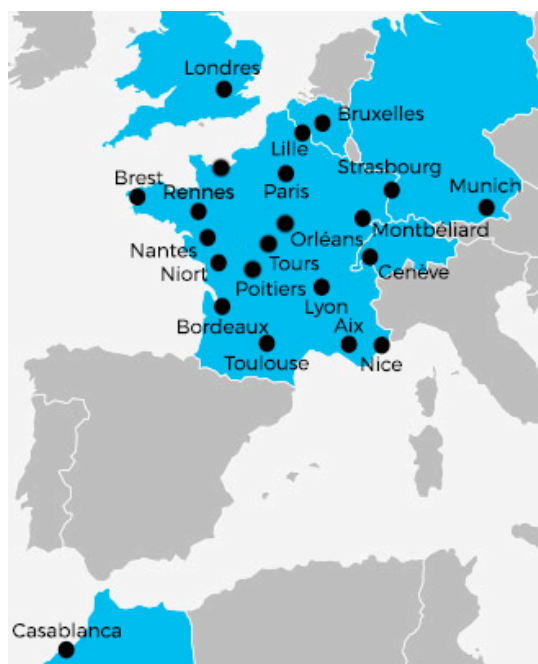 Londres
Bruxelles
Lille
Strasbourg
Brest
Rennes
Paris
Munich
Orléans
Montbéliard
Nantes
Tours
Cenève
Niort
Poitiers
Lyon
Bordeaux
Aix
Toulouse
Nice
Casablanca